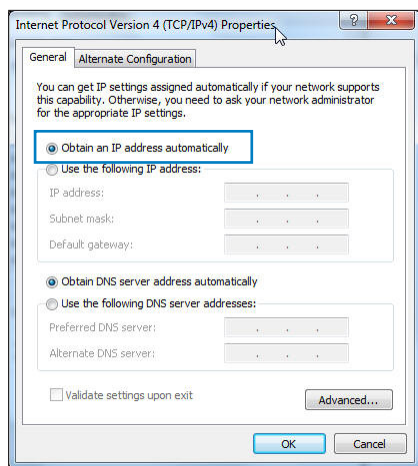 Internet Protocol Version 4 (TCP/IPv4) Properties
General
Alternate Configuration
You can get IP settings assigned automatically if your network supports
this capability. Otherwise, you need to ask your network administrator
for the appropriate IP settings.
Obtain an IP address automatically
Use the following IP address:
IP address:
Subnet mask:
Default gateway:
Obtain DNS server address automatically
Use the following DNS server addresses:
Preferred DNS server:
Alternate DNS server:
Validate settings upon exit
Advanced...
OK
Cancel